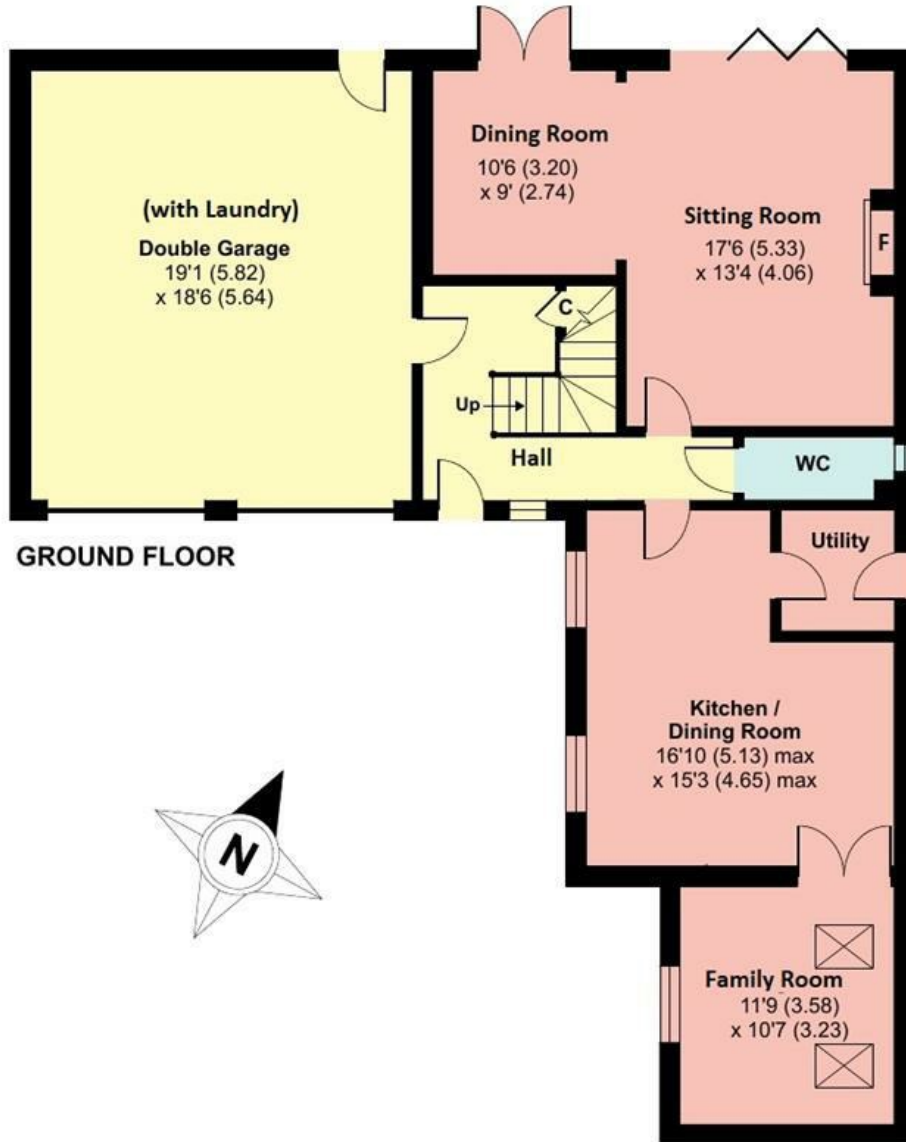 Dining Room
10'6 (3.20)
x 9' (2.74)
(with Laundry)
Double Garage
19'1 (5.82)
x 18'6 (5.64)
Sitting Room
17'6 (5.33)
x 13'4 (4.06)
F
C
Up
Hall
WC
GROUND FLOOR
Utility
Kitchen /
Dining Room
16'10 (5.13) max
x 15'3 (4.65) max
N
Family Room
11'9 (3.58)
x 10'7 (3.23)